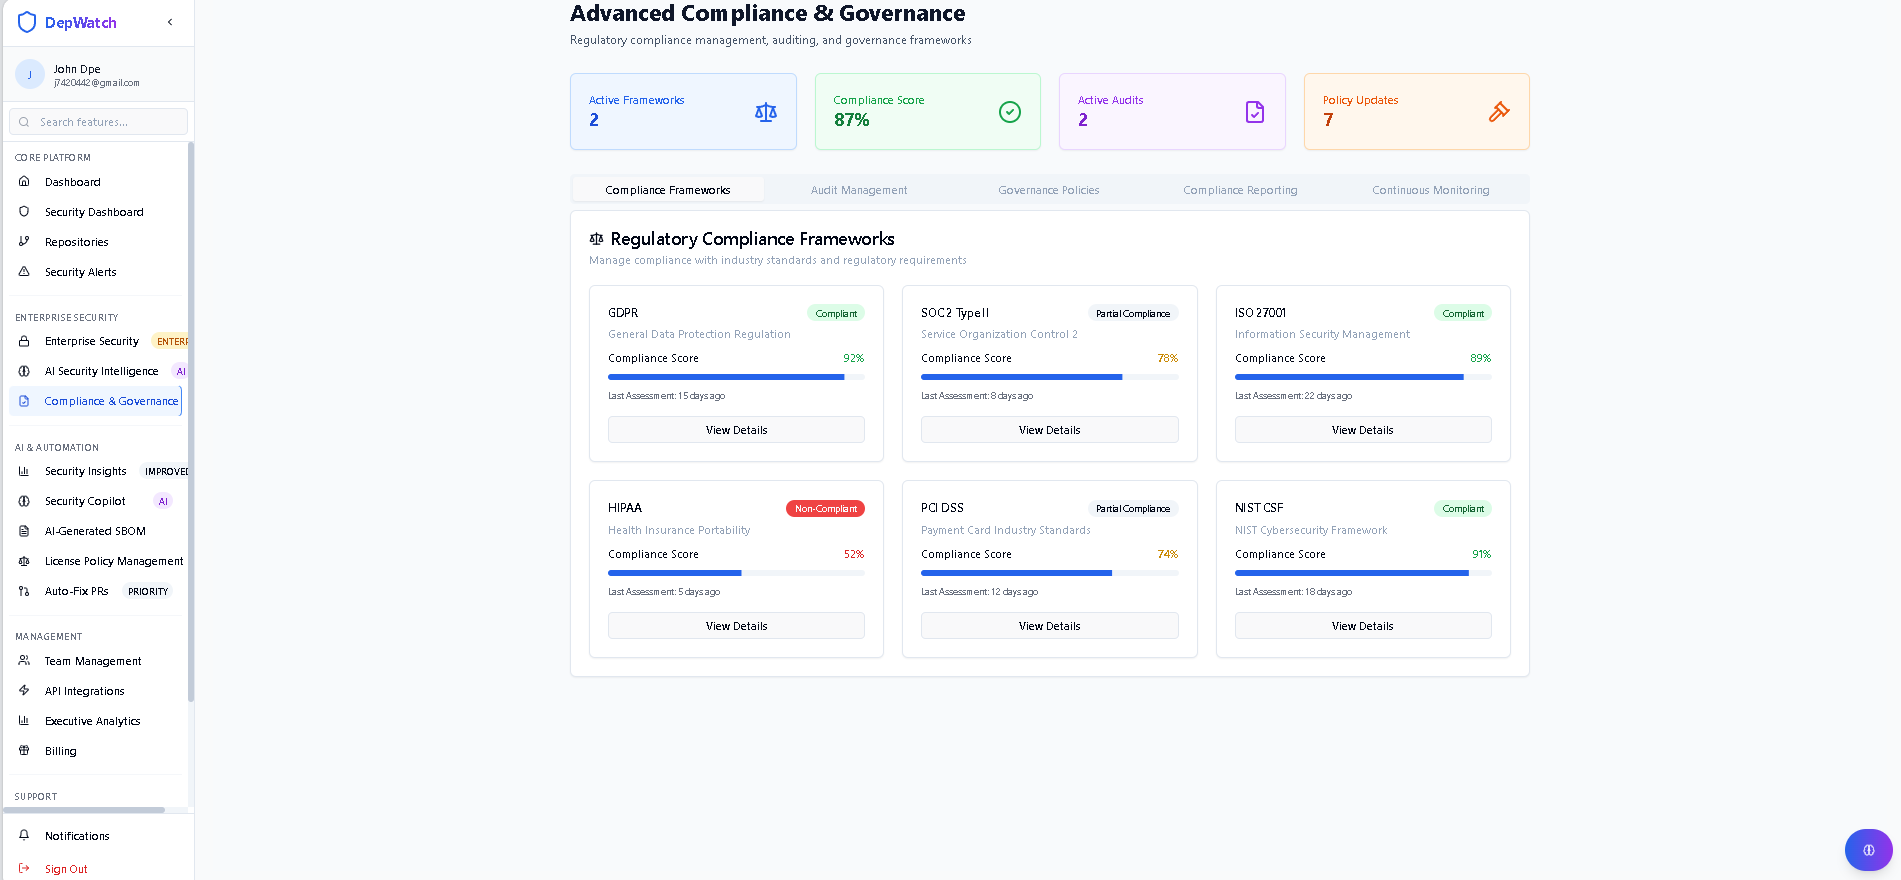 DepWatch
J
John Dpe
j7420442@gmail.com
Search features...
CORE PLATFORM
Dashboard
Security Dashboard
Repositories
Security Alerts
ENTERPRISE SECURITY
Enterprise Security ENTERP
AI Security Intelligence AI
Compliance & Governance
AI & AUTOMATION
Security Insights IMPROVED
Security Copilot AI
AI-Generated SBOM
License Policy Management
Auto-Fix PRs PRIORITY
MANAGEMENT
Team Management
API Integrations
Executive Analytics
Billing
SUPPORT
Notifications
Sign Out
Advanced Compliance & Governance
Regulatory compliance management, auditing, and governance frameworks
Active Frameworks
2
Compliance Score
87%
Active Audits
2
Policy Updates
7
Compliance Frameworks Audit Management Governance Policies Compliance Reporting Continuous Monitoring
Regulatory Compliance Frameworks
Manage compliance with industry standards and regulatory requirements
GDPR Compliant
General Data Protection Regulation
Compliance Score 92%
Last Assessment: 15 days ago
View Details
SOC 2 Type II Partial Compliance
Service Organization Control 2
Compliance Score 78%
Last Assessment: 8 days ago
View Details
ISO 27001 Compliant
Information Security Management
Compliance Score 89%
Last Assessment: 22 days ago
View Details
HIPAA Non-Compliant
Health Insurance Portability
Compliance Score 52%
Last Assessment: 5 days ago
View Details
PCI DSS Partial Compliance
Payment Card Industry Standards
Compliance Score 74%
Last Assessment: 12 days ago
View Details
NIST CSF Compliant
NIST Cybersecurity Framework
Compliance Score 91%
Last Assessment: 18 days ago
View Details